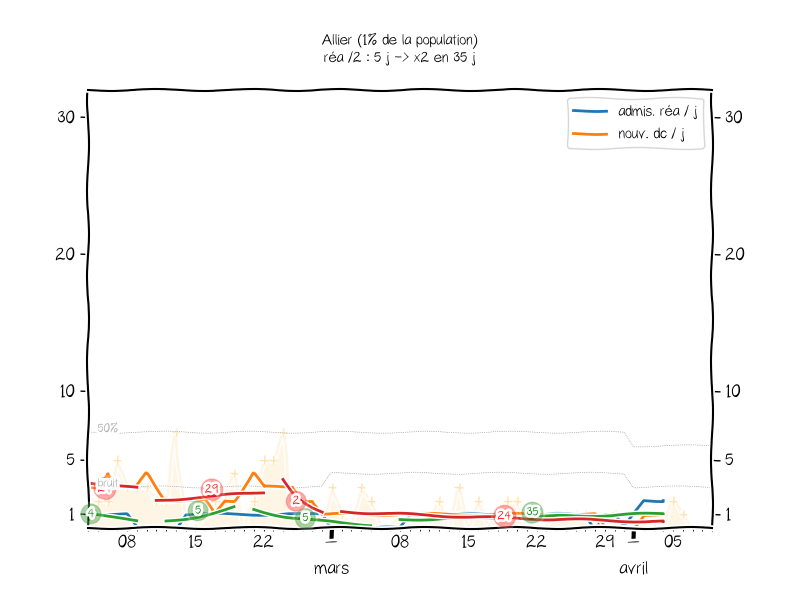 Allier (1% de la population)
réa /2 : 5 j -> x2 en 35 j
admis. réa / j
nouv. dc / j
30 30
20 20
10 10
50%
5 5
bruit
29 2
4 5 5 24 35
1 1
08 15 22 08 15 22 29 05
mars avril